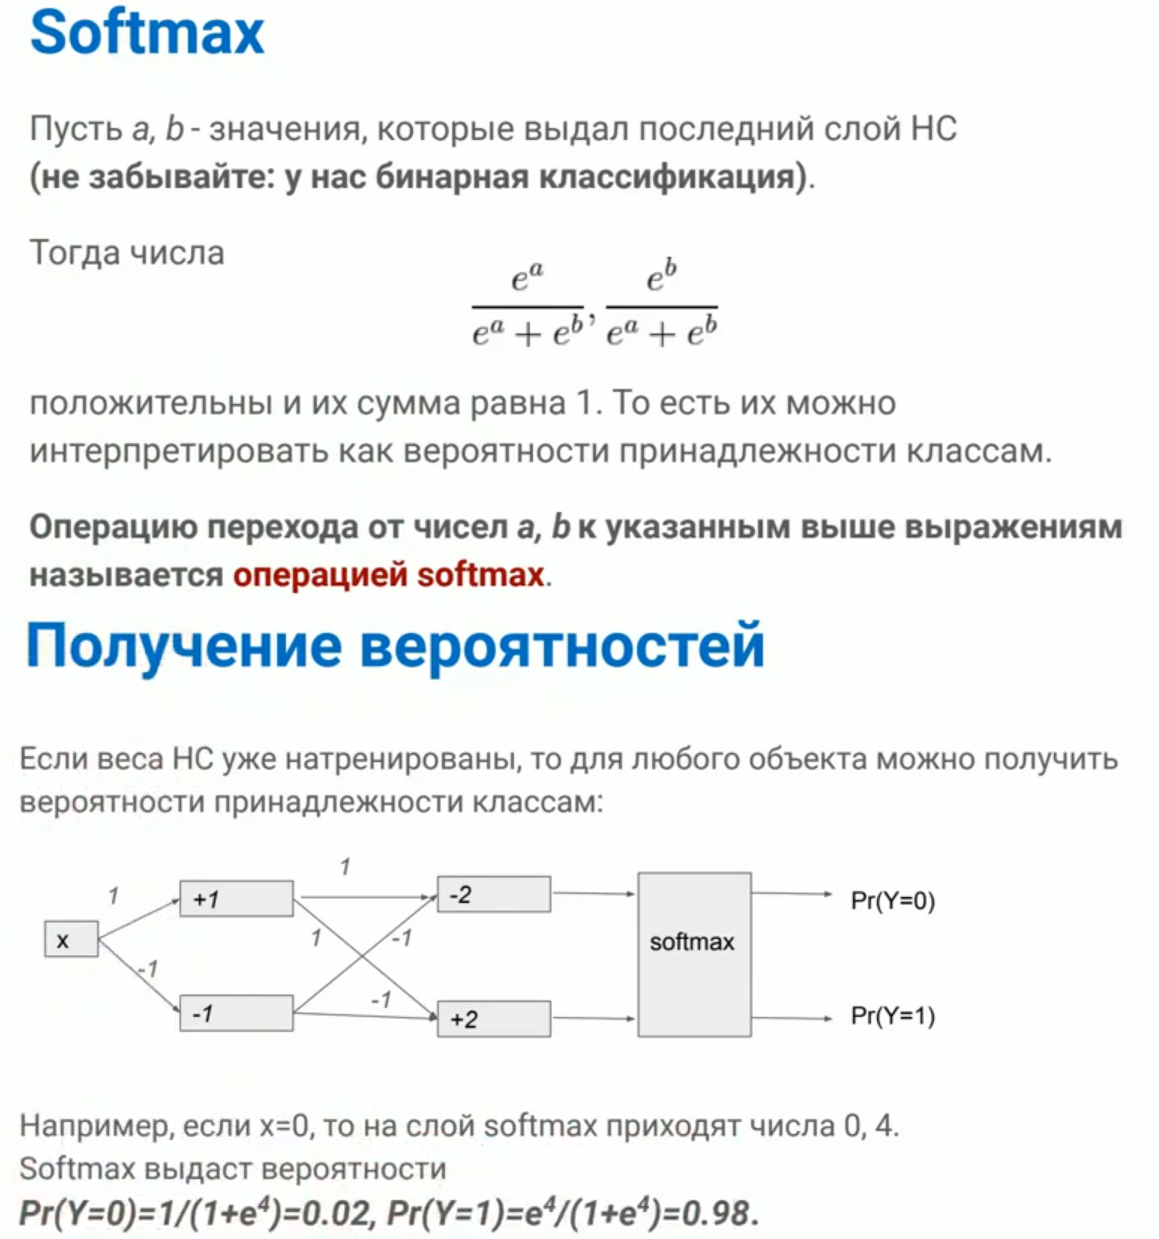 Softmax
Пусть a, b - значения, которые выдал последний слой НС
(не забывайте: у нас бинарная классификация).
Тогда числа
e^a / (e^a + e^b), e^b / (e^a + e^b)
положительны и их сумма равна 1. То есть их можно
интерпретировать как вероятности принадлежности классам.
Операцию перехода от чисел a, b к указанным выше выражениям
называется операцией softmax.
Получение вероятностей
Если веса НС уже натренированы, то для любого объекта можно получить
вероятности принадлежности классам:
1
1
+1
-2
Pr(Y=0)
x
1
-1
softmax
-1
-1
-1
+2
Pr(Y=1)
Например, если x=0, то на слой softmax приходят числа 0, 4.
Softmax выдаст вероятности
Pr(Y=0)=1/(1+e⁴)=0.02, Pr(Y=1)=e⁴/(1+e⁴)=0.98.